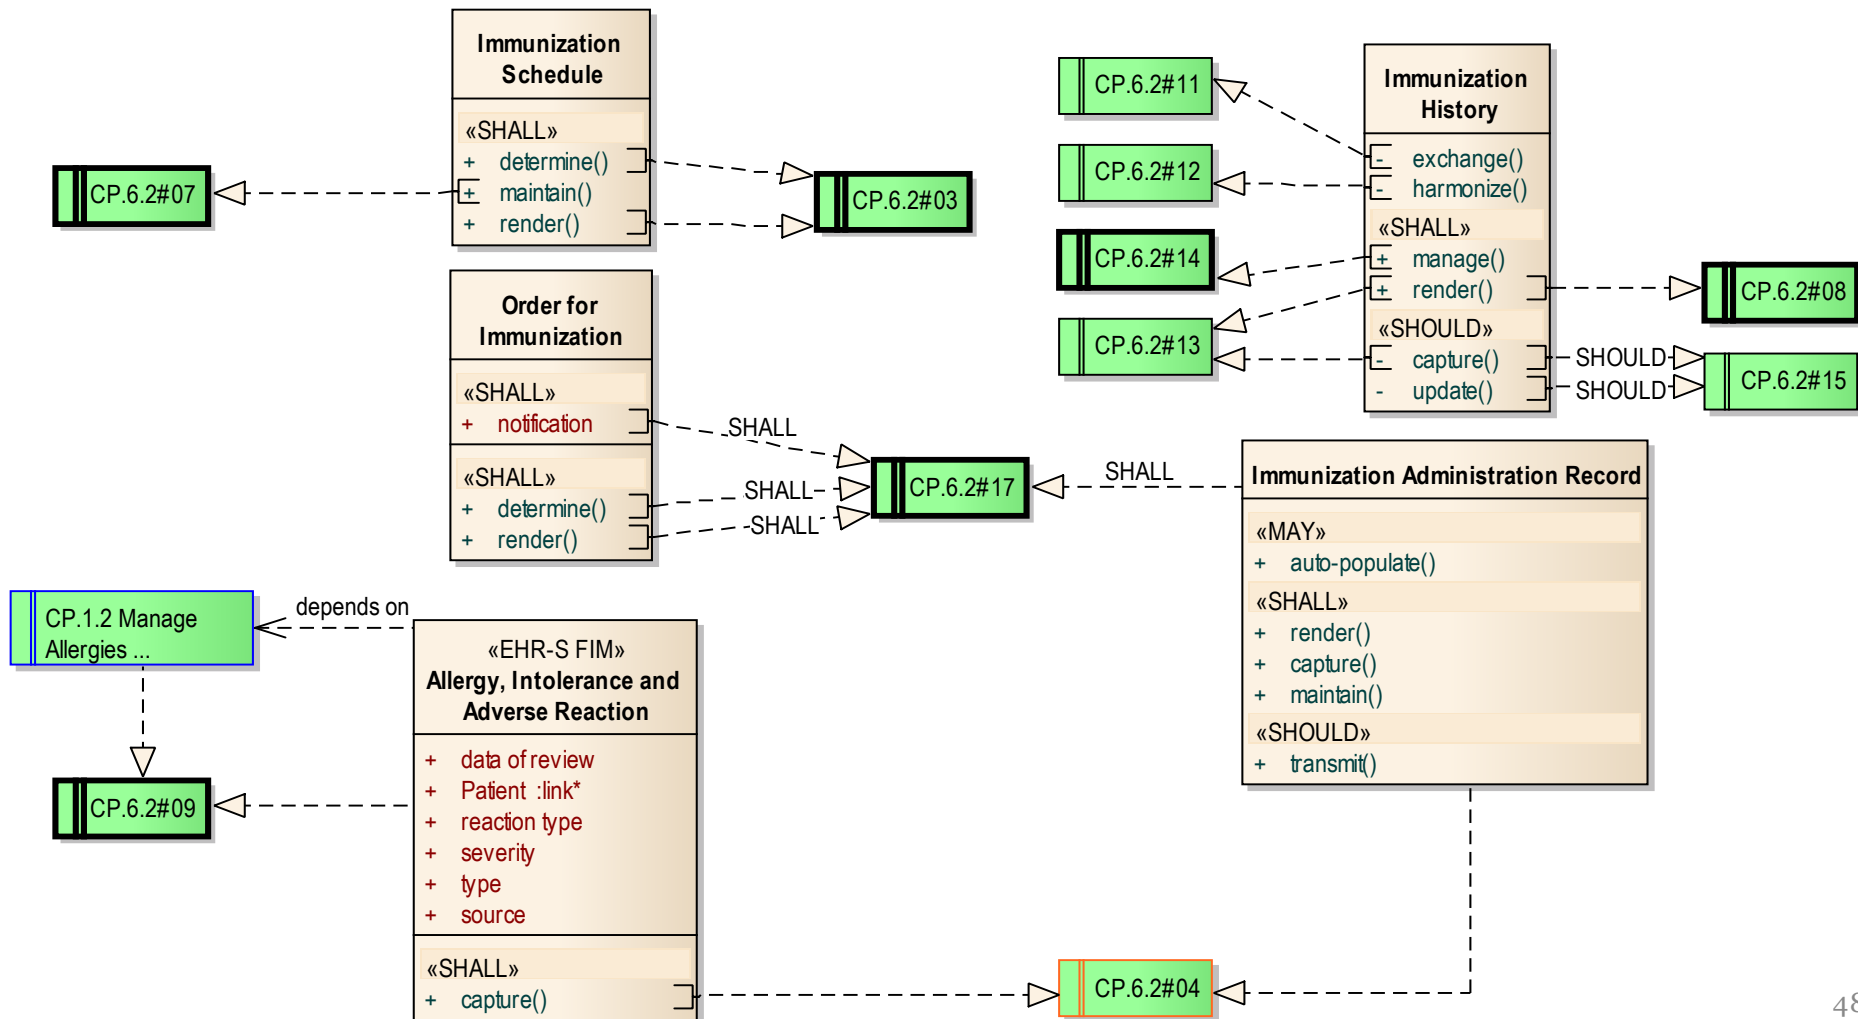 Immunization
Schedule
«SHALL»
+ determine()
+ maintain()
+ render()
CP.6.2#07
CP.6.2#03
CP.6.2#11
CP.6.2#12
CP.6.2#14
CP.6.2#13
Immunization
History
- exchange()
- harmonize()
«SHALL»
+ manage()
+ render()
«SHOULD»
- capture()
- update()
SHOULD
SHOULD
CP.6.2#08
CP.6.2#15
Order for
Immunization
«SHALL»
+ notification
«SHALL»
+ determine()
+ render()
SHALL
SHALL
SHALL
CP.6.2#17
SHALL
Immunization Administration Record
«MAY»
+ auto-populate()
«SHALL»
+ render()
+ capture()
+ maintain()
«SHOULD»
+ transmit()
CP.1.2 Manage
Allergies ...
depends on
CP.6.2#09
«EHR-S FIM»
Allergy, Intolerance and
Adverse Reaction
+ data of review
+ Patient :link*
+ reaction type
+ severity
+ type
+ source
«SHALL»
+ capture()
CP.6.2#04
48